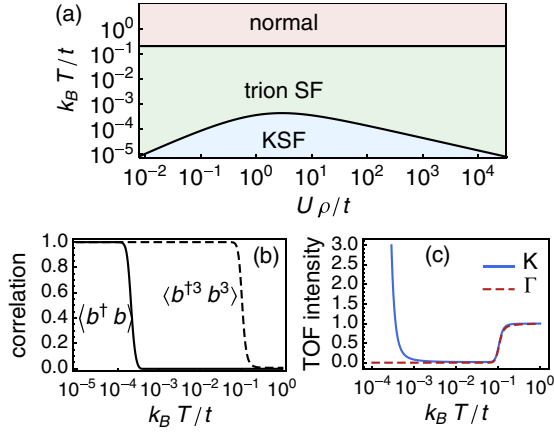 (a)
k_B T/t
10^0
10^-1
10^-2
10^-3
10^-4
10^-5
normal
trion SF
KSF
10^-2 10^-1 10^0 10^1 10^2 10^3 10^4
U ρ/t
(b)
correlation
1.0
0.8
0.6
0.4
0.2
0.0
⟨b^† b⟩
⟨b^†3 b^3⟩
10^-5 10^-4 10^-3 10^-2 10^-1 10^0
k_B T/t
(c)
TOF intensity
3.0
2.5
2.0
1.5
1.0
0.5
0.0
K
Γ
10^-4 10^-3 10^-2 10^-1 10^0
k_B T/t